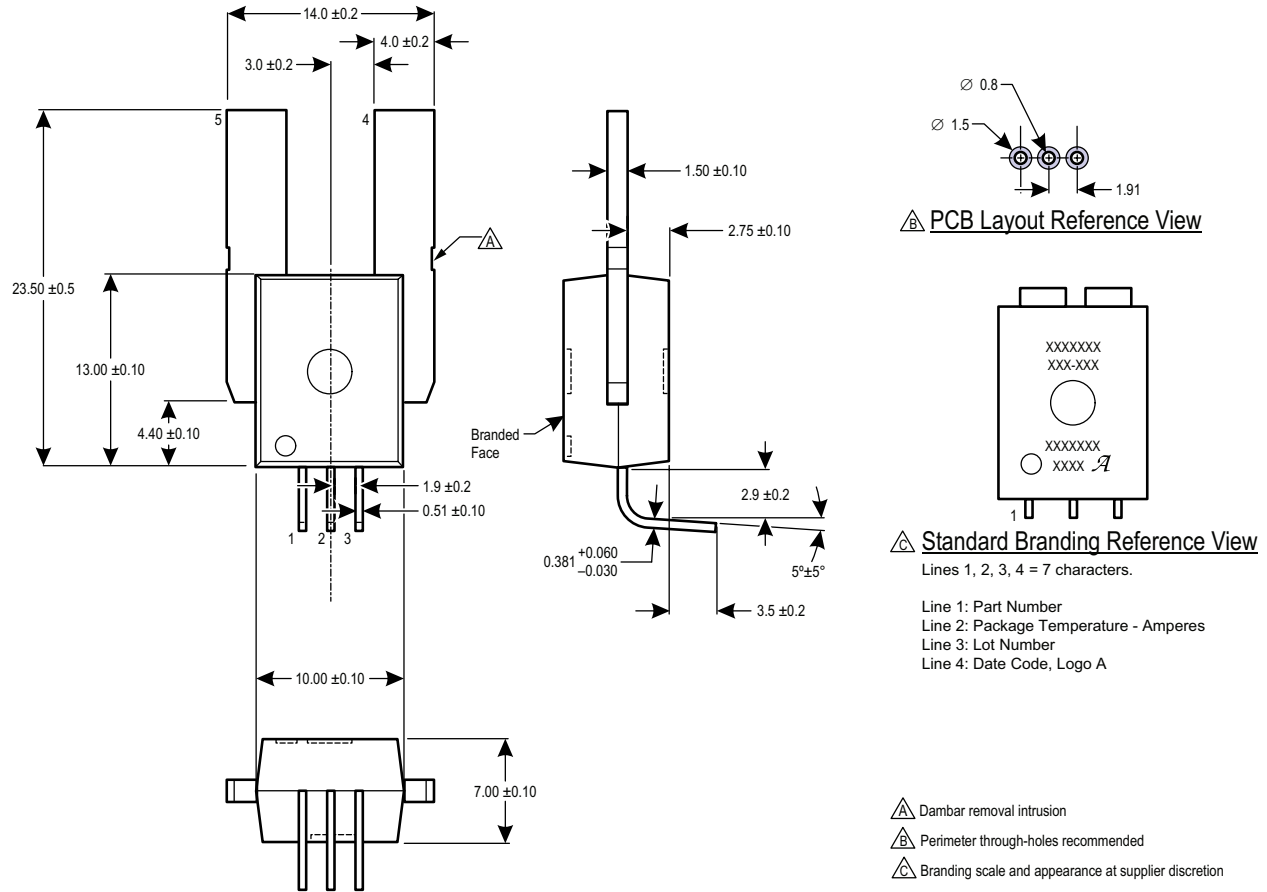 14.0 ±0.2
4.0 ±0.2
3.0 ±0.2
5
4
A
23.50 ±0.5
13.00 ±0.10
4.40 ±0.10
1.9 ±0.2
0.51 ±0.10
1 2 3
10.00 ±0.10
7.00 ±0.10
1.50 ±0.10
2.75 ±0.10
Branded
Face
2.9 ±0.2
0.381 +0.060
–0.030
5°±5°
3.5 ±0.2
∅ 0.8
∅ 1.5
1.91
B PCB Layout Reference View
XXXXXXX
XXX-XXX
XXXXXXX
XXXX A
1
C Standard Branding Reference View
Lines 1, 2, 3, 4 = 7 characters.
Line 1: Part Number
Line 2: Package Temperature - Amperes
Line 3: Lot Number
Line 4: Date Code, Logo A
A Dambar removal intrusion
B Perimeter through-holes recommended
C Branding scale and appearance at supplier discretion